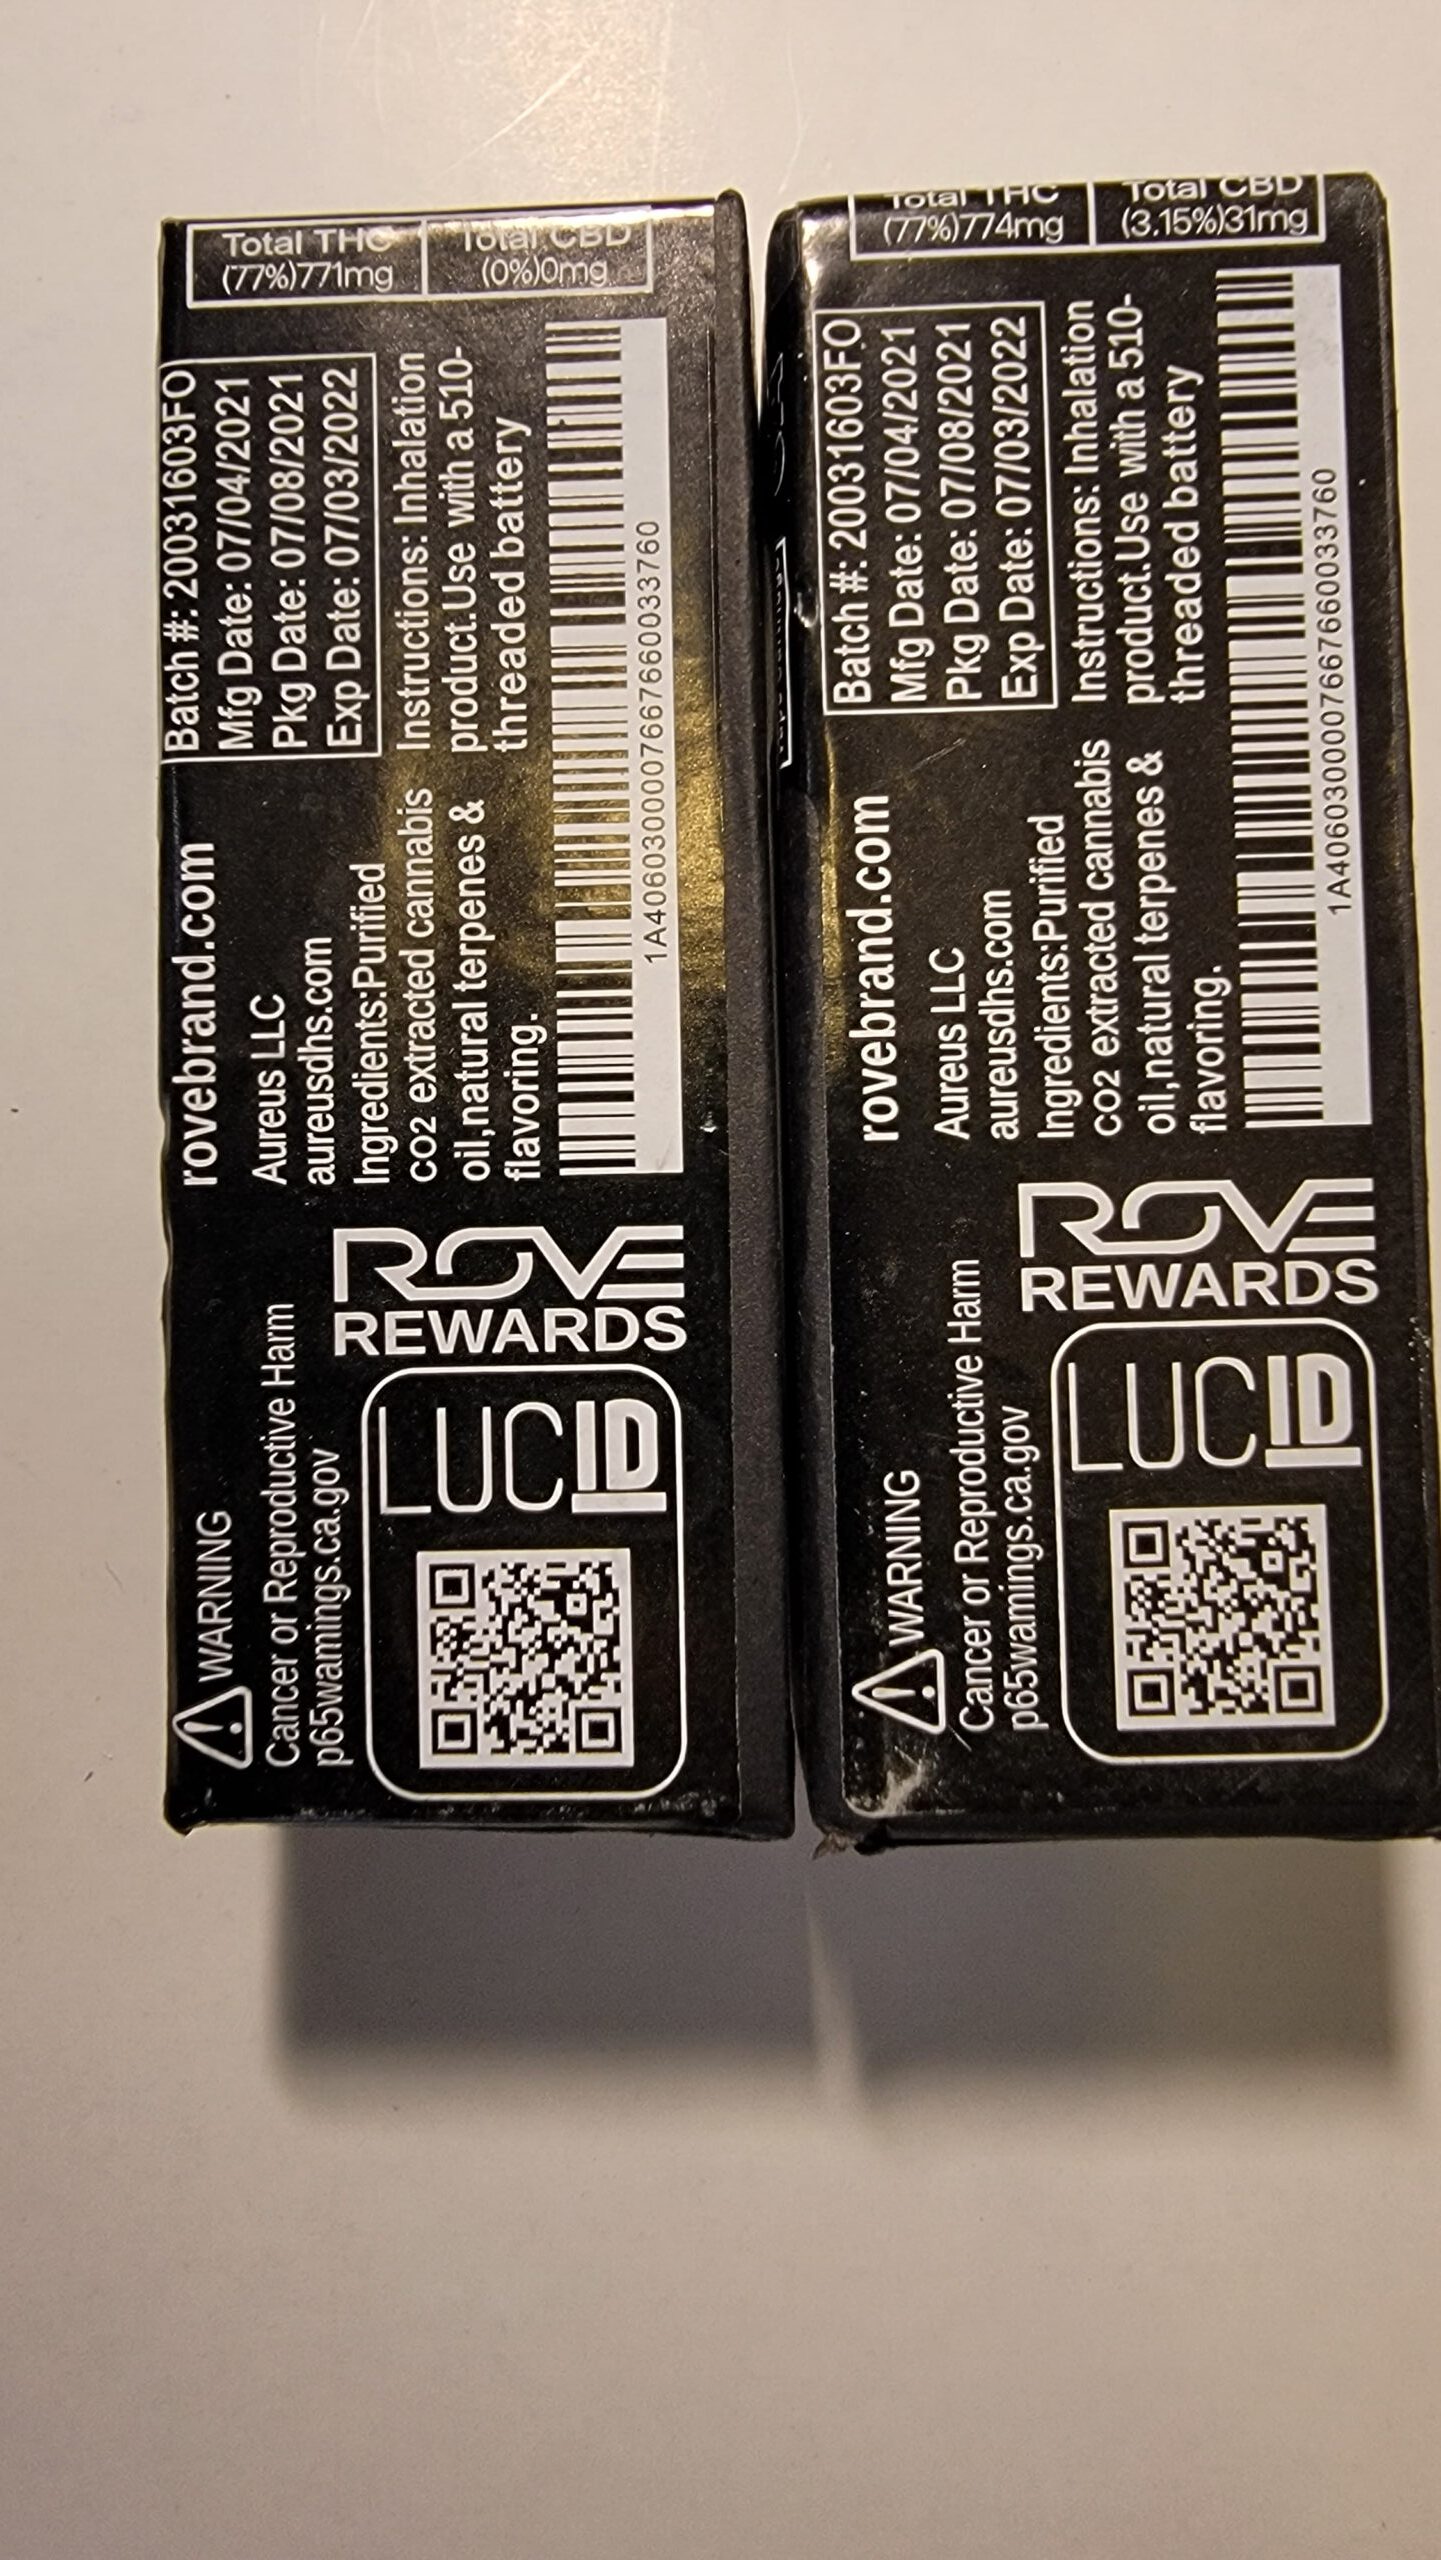 ⚠ WARNING
Cancer or Reproductive Harm
p65warnings.ca.gov
LUCID
ROVE
REWARDS
rovebrand.com
Aureus LLC
aureusdhs.com
Ingredients:Purified
CO2 extracted cannabis
oil,natural terpenes &
flavoring.
Batch #: 20031603FO
Mfg Date: 07/04/2021
Pkg Date: 07/08/2021
Exp Date: 07/03/2022
Instructions: Inhalation
product.Use with a 510-
threaded battery
1A4060300007667660033760
Total THC
(77%)771mg
Total CBD
(0%)0mg
⚠ WARNING
Cancer or Reproductive Harm
p65warnings.ca.gov
LUCID
ROVE
REWARDS
rovebrand.com
Aureus LLC
aureusdhs.com
Ingredients:Purified
CO2 extracted cannabis
oil,natural terpenes &
flavoring.
Batch #: 20031603FO
Mfg Date: 07/04/2021
Pkg Date: 07/08/2021
Exp Date: 07/03/2022
Instructions: Inhalation
product.Use with a 510-
threaded battery
1A4060300007667660033760
Total THC
(77%)774mg
Total CBD
(3.15%)31mg